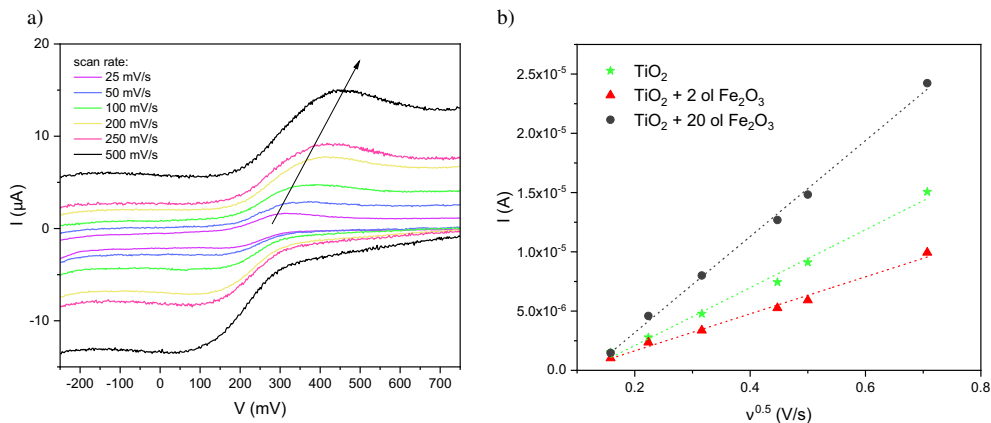 a)
I (µA)
20
10
0
-10
scan rate:
25 mV/s
50 mV/s
100 mV/s
200 mV/s
250 mV/s
500 mV/s
-200 -100 0 100 200 300 400 500 600 700
V (mV)
b)
I (A)
2.5x10⁻⁵
2.0x10⁻⁵
1.5x10⁻⁵
1.0x10⁻⁵
5.0x10⁻⁶
0.0
TiO₂
TiO₂ + 2 ol Fe₂O₃
TiO₂ + 20 ol Fe₂O₃
0.2 0.4 0.6 0.8
ν⁰·⁵ (V/s)